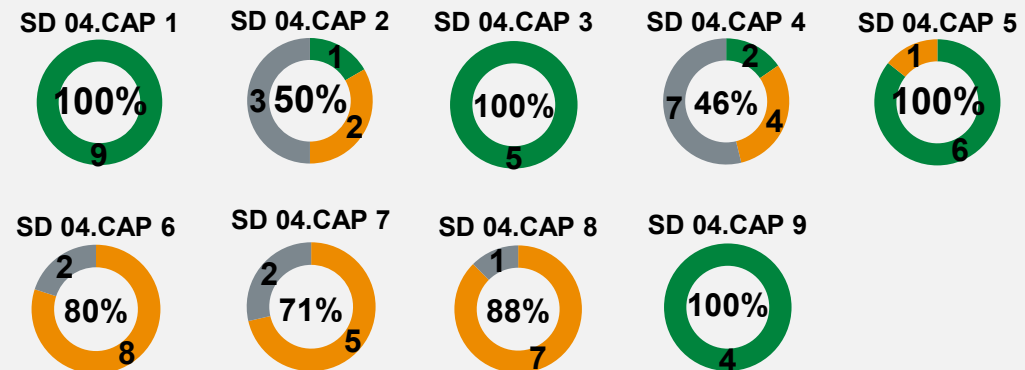 SD 04.CAP 1
100%
9
SD 04.CAP 2
1
3
50%
2
SD 04.CAP 3
100%
5
SD 04.CAP 4
2
7
46%
4
SD 04.CAP 5
1
100%
6
SD 04.CAP 6
2
80%
8
SD 04.CAP 7
2
71%
5
SD 04.CAP 8
1
88%
7
SD 04.CAP 9
100%
4